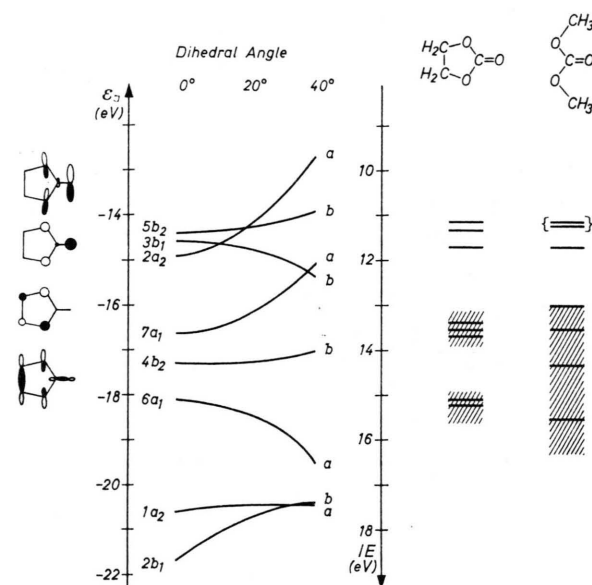 Dihedral Angle
0° 20° 40°
ε_J
(eV)
-14
-16
-18
-20
-22
5b₂
3b₁
2a₂
7a₁
4b₂
6a₁
1a₂
2b₁
a
b
a
b
b
a
b
a
10
12
14
16
18
IE
(eV)
H₂C O
C=O
H₂C O
CH₃
O
C=O
O
CH₃
{ }